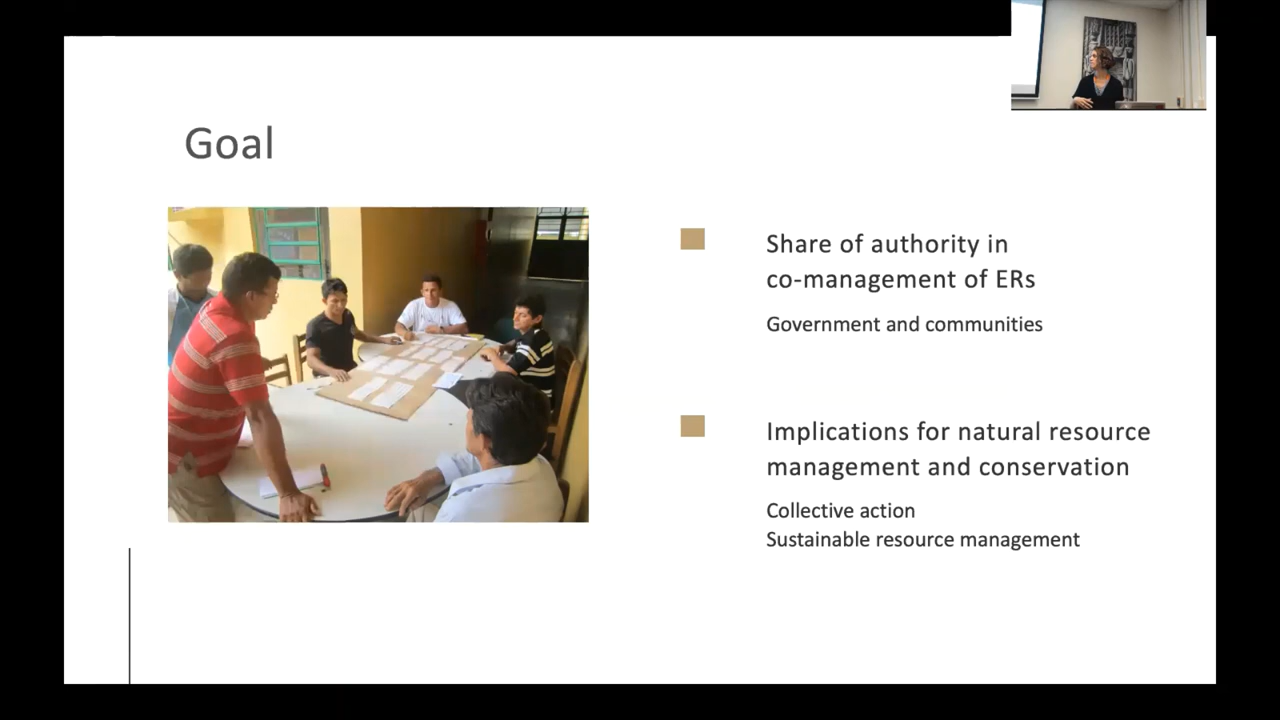 Goal
Share of authority in
co-management of ERs
Government and communities
Implications for natural resource
management and conservation
Collective action
Sustainable resource management